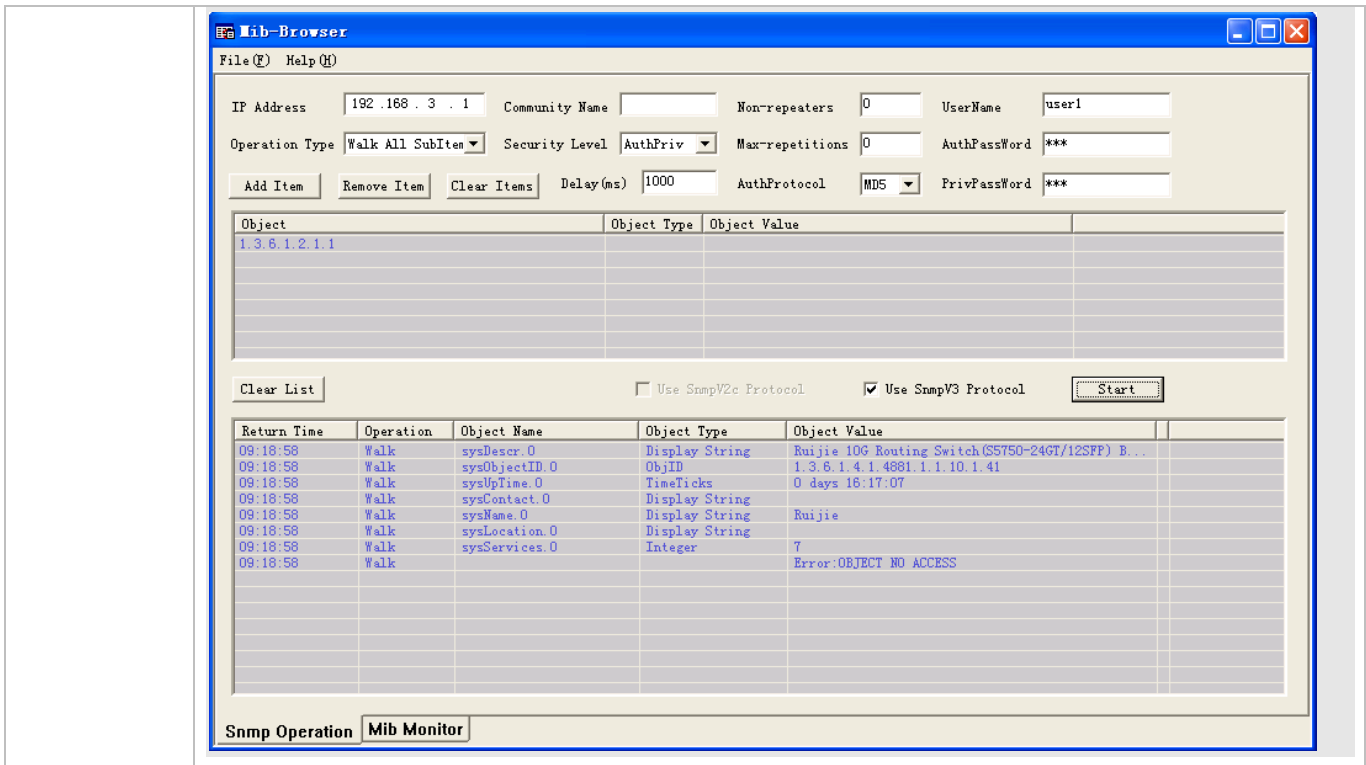 Mib-Browser
File(F) Help(H)
IP Address 192 .168 . 3 . 1 Community Name Non-repeaters 0 UserName user1
Operation Type Walk All SubItem Security Level AuthPriv Max-repetitions 0 AuthPassWord ***
Add Item Remove Item Clear Items Delay(ms) 1000 AuthProtocol MD5 PrivPassWord ***
Object Object Type Object Value
1.3.6.1.2.1.1
Clear List Use SnmpV2c Protocol Use SnmpV3 Protocol Start
Return Time Operation Object Name Object Type Object Value
09:18:58 Walk sysDescr.0 Display String Ruijie 10G Routing Switch(S5750-24GT/12SFP) B...
09:18:58 Walk sysObjectID.0 ObjID 1.3.6.1.4.1.4881.1.1.10.1.41
09:18:58 Walk sysUpTime.0 TimeTicks 0 days 16:17:07
09:18:58 Walk sysContact.0 Display String
09:18:58 Walk sysName.0 Display String Ruijie
09:18:58 Walk sysLocation.0 Display String
09:18:58 Walk sysServices.0 Integer 7
09:18:58 Walk Error:OBJECT NO ACCESS
Snmp Operation Mib Monitor